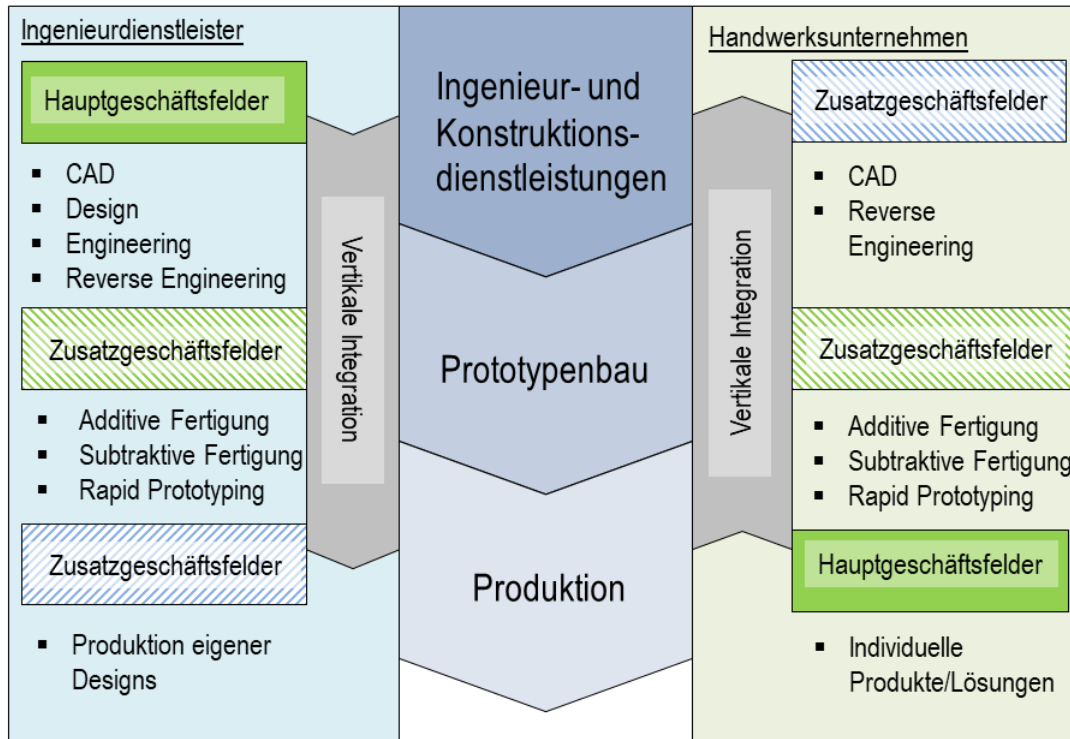 Ingenieurdienstleister
Hauptgeschäftsfelder
▪ CAD
▪ Design
▪ Engineering
▪ Reverse Engineering
Zusatzgeschäftsfelder
▪ Additive Fertigung
▪ Subtraktive Fertigung
▪ Rapid Prototyping
Zusatzgeschäftsfelder
▪ Produktion eigener
Designs
Vertikale Integration
Ingenieur- und
Konstruktions-
dienstleistungen
Prototypenbau
Produktion
Vertikale Integration
Handwerksunternehmen
Zusatzgeschäftsfelder
▪ CAD
▪ Reverse
Engineering
Zusatzgeschäftsfelder
▪ Additive Fertigung
▪ Subtraktive Fertigung
▪ Rapid Prototyping
Hauptgeschäftsfelder
▪ Individuelle
Produkte/Lösungen